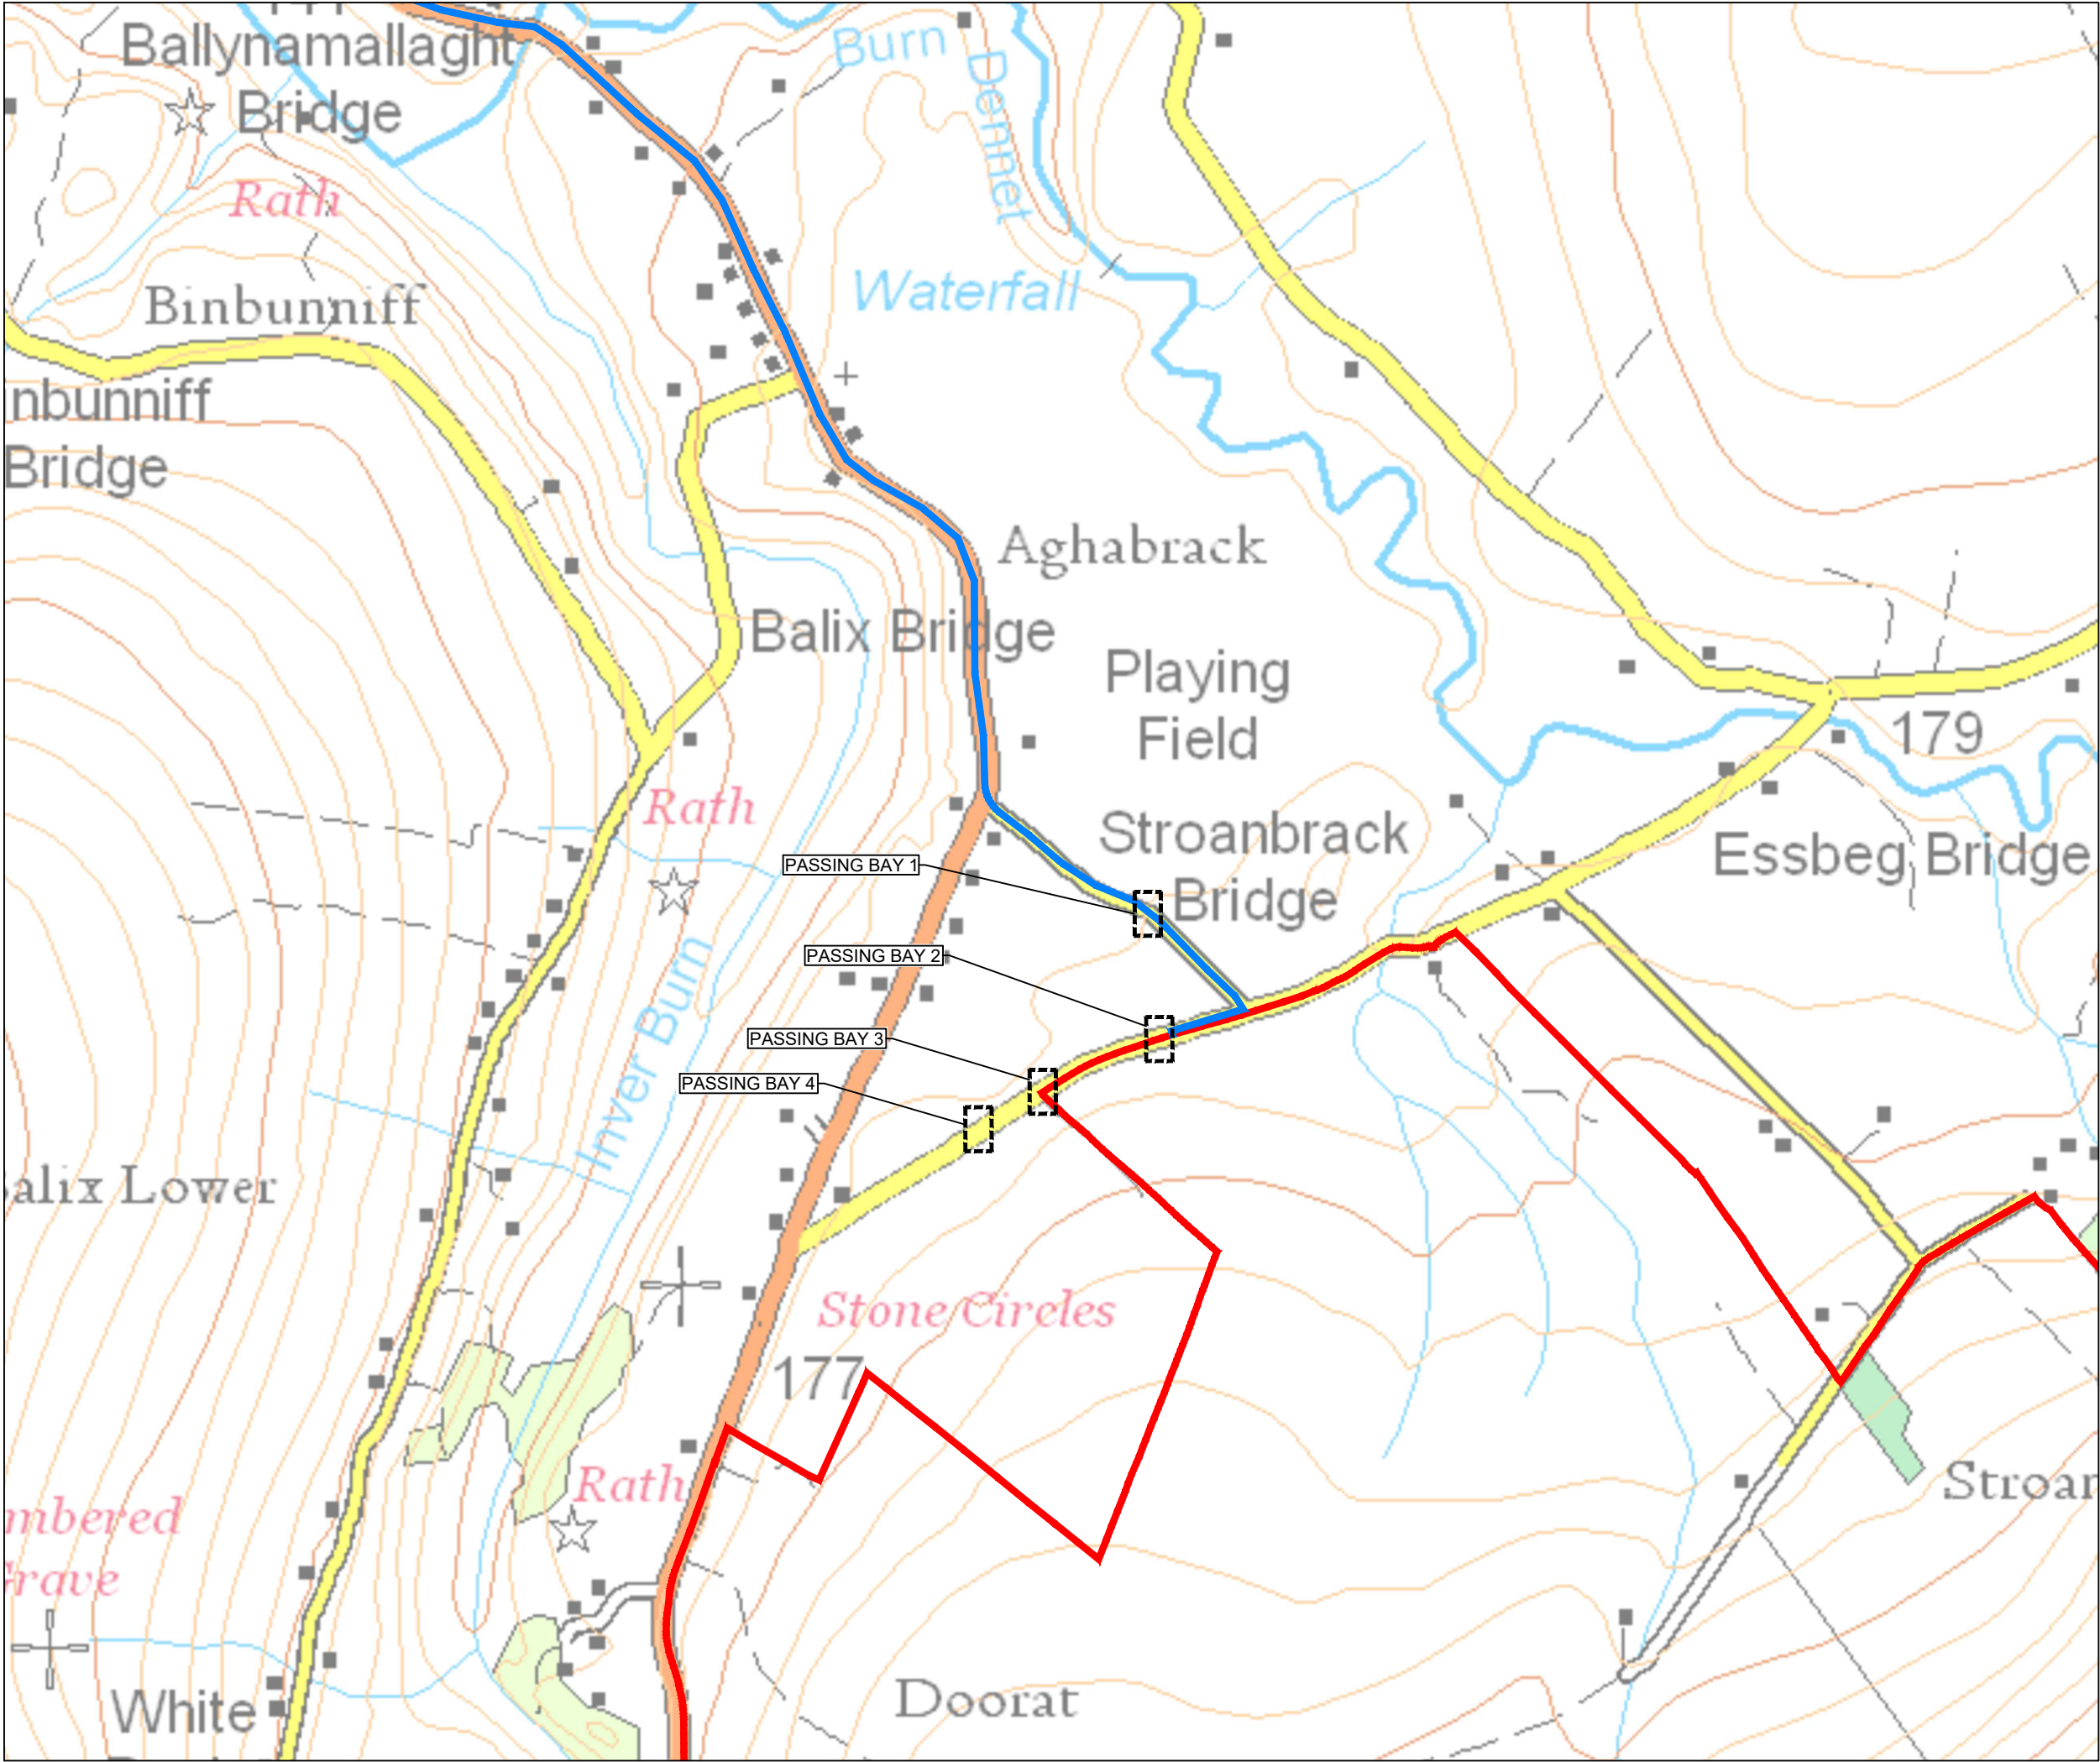 Ballynamallaght
Bridge
Burn
Dennet
Rath
Waterfall
Binbunniff
nbunniff
Bridge
Aghabrack
Balix Bridge
Playing
Field
179
Rath
Stroanbrack
Bridge
Essbeg Bridge
PASSING BAY 1
PASSING BAY 2
PASSING BAY 3
PASSING BAY 4
Inver Burn
alix Lower
Stone Circles
177
Rath
Stroan
mbered
rave
Doorat
White